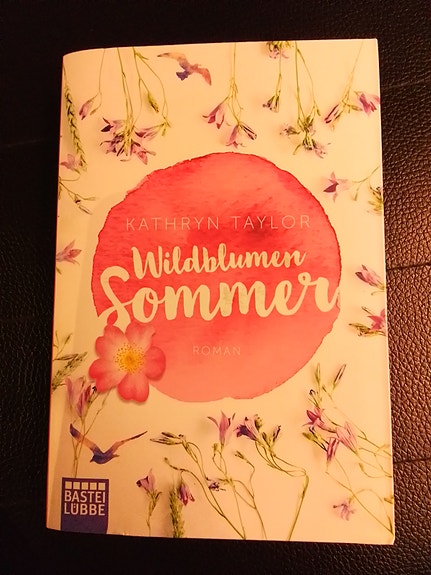 KATHRYN TAYLOR
Wildblumen
Sommer
ROMAN
BASTEI
LÜBBE